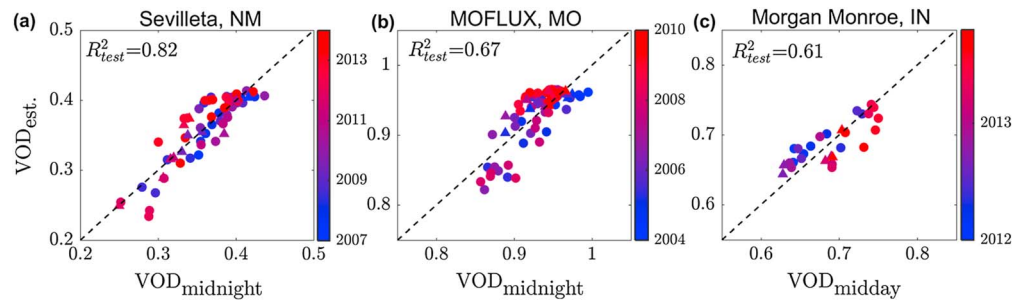 (a) Sevilleta, NM
R²test=0.82
VODest.
0.5
0.4
0.3
0.2
0.2 0.3 0.4 0.5
VODmidnight
2013
2011
2009
2007
(b) MOFLUX, MO
R²test=0.67
1
0.9
0.8
0.8 0.9 1
VODmidnight
2010
2008
2006
2004
(c) Morgan Monroe, IN
R²test=0.61
0.8
0.7
0.6
0.6 0.7 0.8
VODmidday
2013
2012